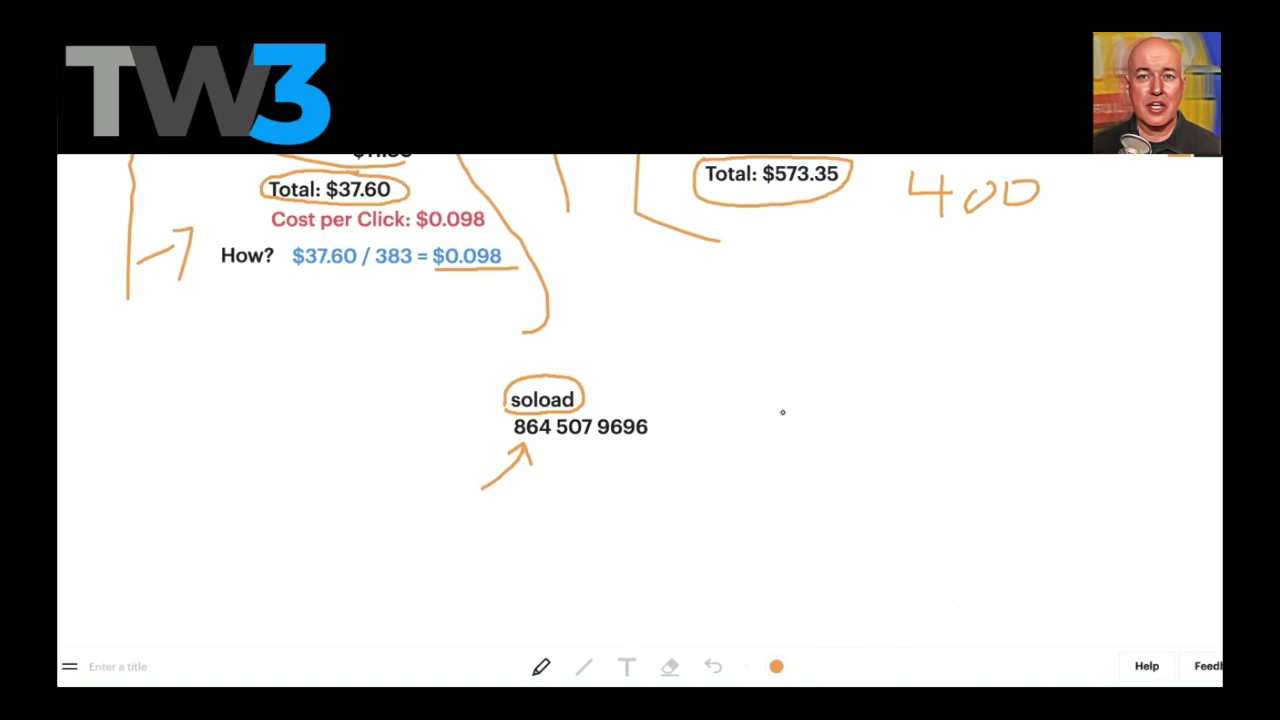 TW3
Total: $37.60
Cost per Click: $0.098
How? $37.60 / 383 = $0.098
Total: $573.35
400
soload
864 507 9696
Enter a title
T
Help